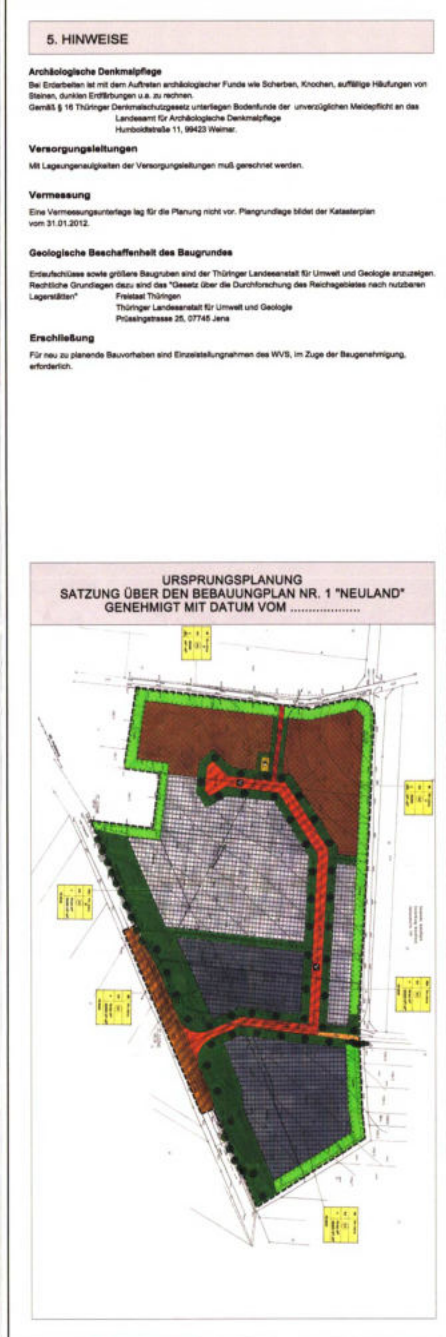 5. HINWEISE
Archäologische Denkmalpflege
Bei Erdarbeiten ist mit dem Auftreten archäologischer Funde wie Scherben, Knochen, auffällige Häufungen von
Steinen, dunklen Erdfärbungen u.a. zu rechnen.
Gemäß § 16 Thüringer Denkmalschutzgesetz unterliegen Bodenfunde der unverzüglichen Meldepflicht an das
Landesamt für Archäologische Denkmalpflege
Humboldstraße 11, 99423 Weimar.
Versorgungsleitungen
Mit Lageungenauigkeiten der Versorgungsleitungen muß gerechnet werden.
Vermessung
Eine Vermessungsunterlage lag für die Planung nicht vor. Plangrundlage bildet der Katasterplan
vom 31.01.2012.
Geologische Beschaffenheit des Baugrundes
Erdaufschlüsse sowie größere Baugruben sind der Thüringer Landesanstalt für Umwelt und Geologie anzuzeigen.
Rechtliche Grundlagen dazu sind das "Gesetz über die Durchforschung des Reichsgebietes nach nutzbaren
Lagerstätten" Freistaat Thüringen
Thüringer Landesanstalt für Umwelt und Geologie
Prüssingstrasse 25, 07745 Jena
Erschließung
Für neu zu planende Bauvorhaben sind Einzelstellungnahmen des WVS, im Zuge der Baugenehmigung,
erforderlich.
URSPRUNGSPLANUNG
SATZUNG ÜBER DEN BEBAUUNGPLAN NR. 1 "NEULAND"
GENEHMIGT MIT DATUM VOM ...................